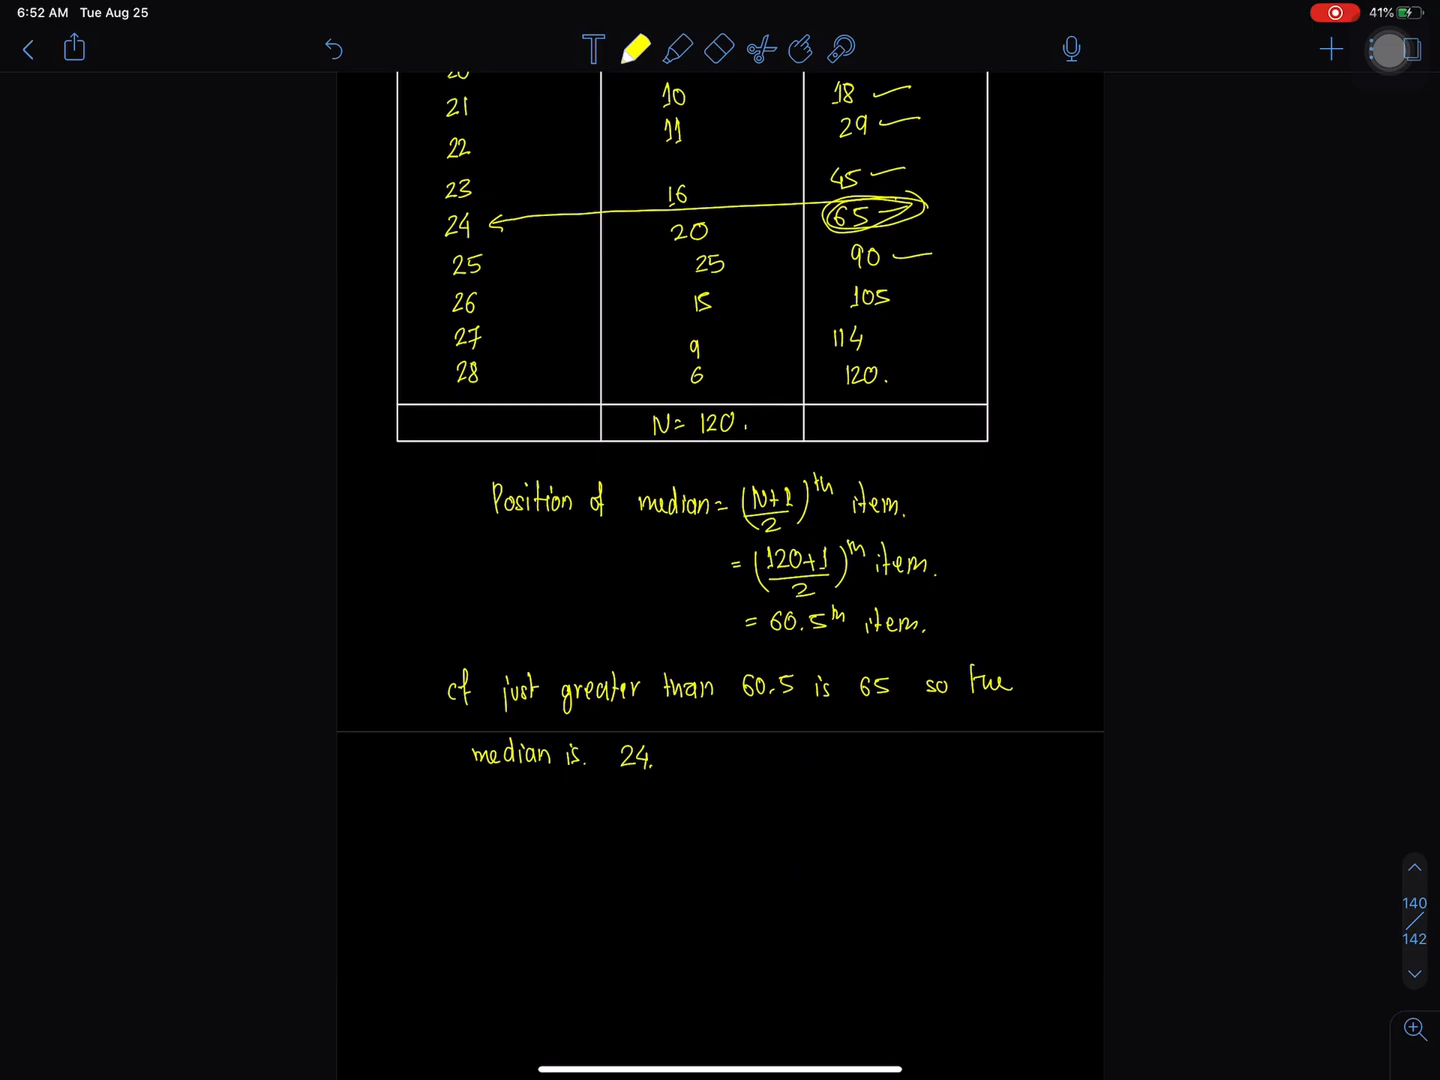 6:52 AM Tue Aug 25
41%
20
21 10 18
22 11 29
23 16 45
24 20 65
25 25 90
26 15 105
27 9 114
28 6 120.
N= 120.
Position of median = (N+1/2)th item.
= (120+1/2)th item.
= 60.5th item.
cf just greater than 60.5 is 65 so the
median is. 24.
140
142